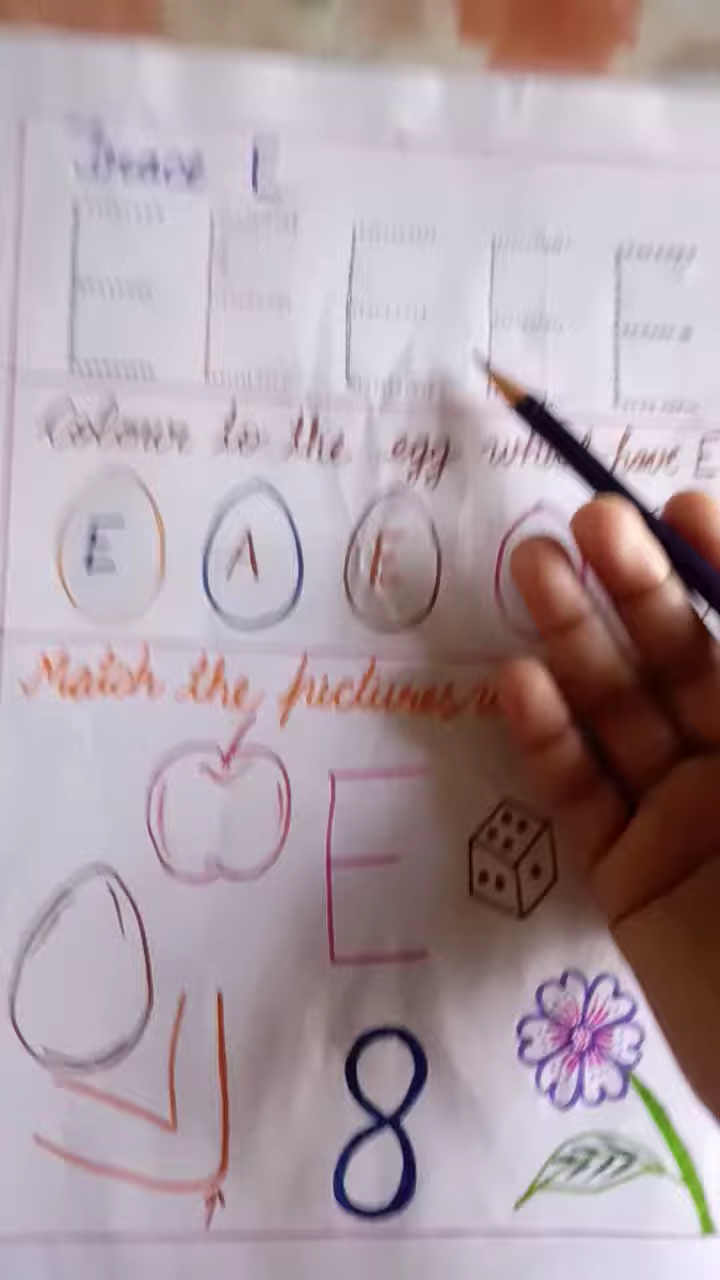 Trace E
E E E E E
Colour to the egg which have E
E A E
Match the pictures
E
8